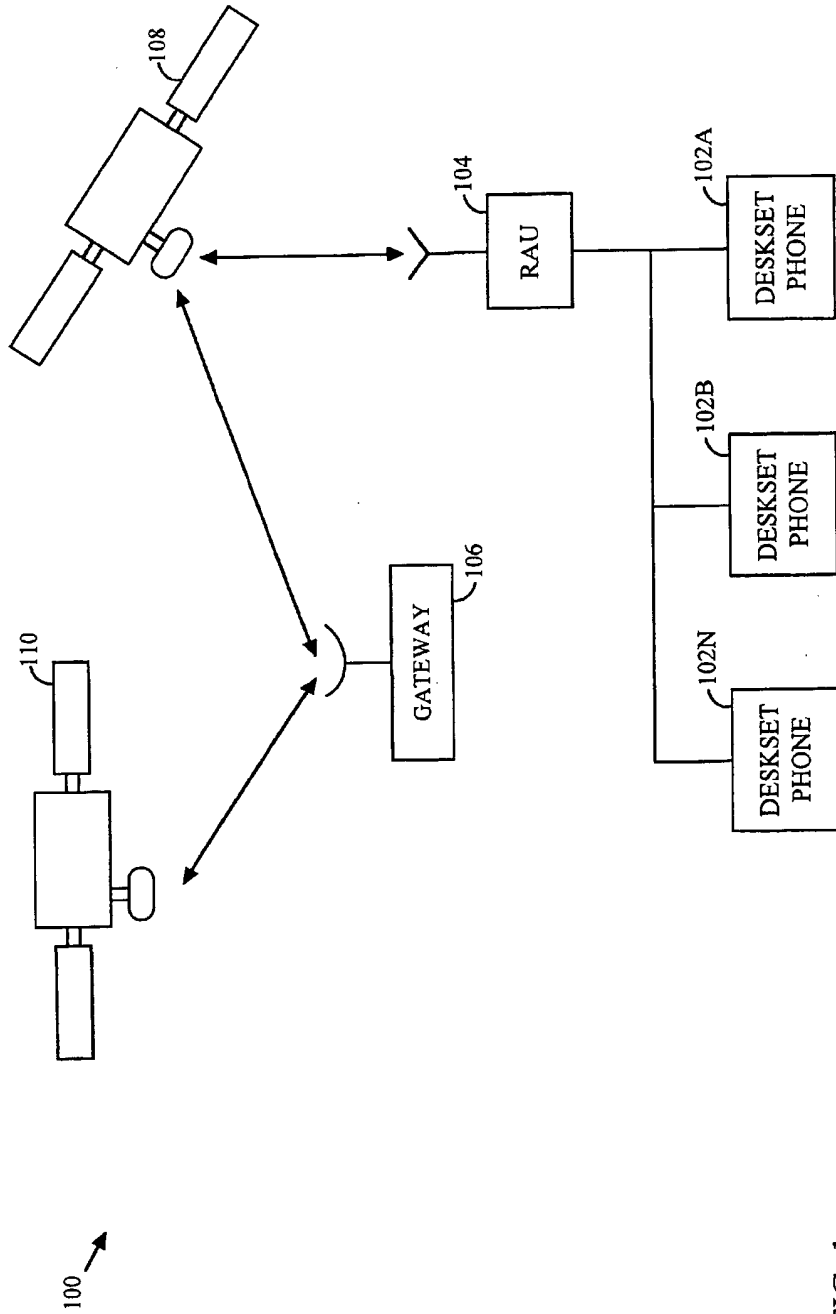 110
108
104
RAU
GATEWAY
106
102N
DESKSET
PHONE
102B
DESKSET
PHONE
102A
DESKSET
PHONE
100